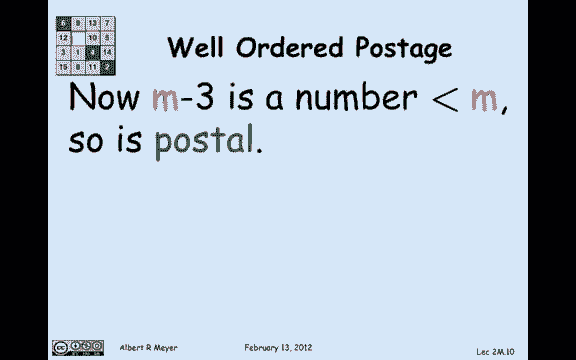 Well Ordered Postage
Now m-3 is a number < m,
so is postal.
Albert R Meyer
February 13, 2012
Lec 2M.10